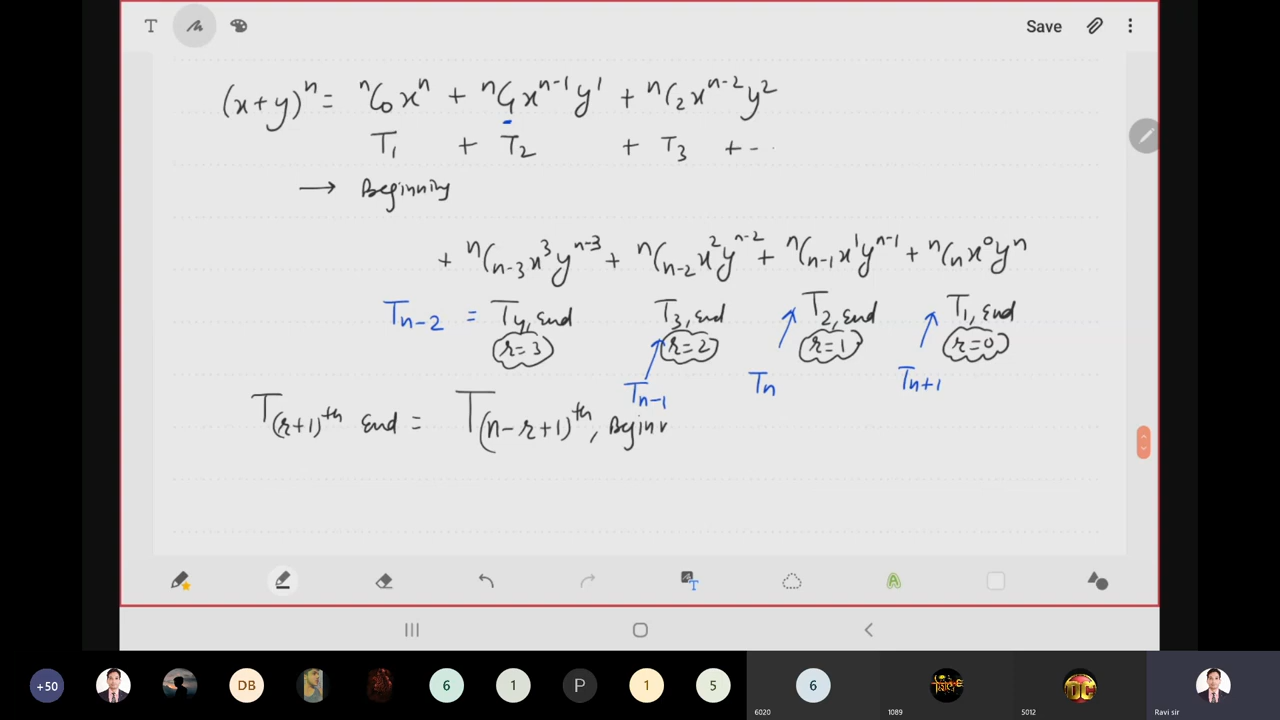 T Save
(x+y)ⁿ = ⁿC₀xⁿ + ⁿC₁xⁿ⁻¹y¹ + ⁿC₂xⁿ⁻²y²
T₁ + T₂ + T₃ + - -
→ Beginning
+ ⁿCₙ₋₃x³yⁿ⁻³ + ⁿCₙ₋₂x²yⁿ⁻² + ⁿCₙ₋₁x¹yⁿ⁻¹ + ⁿCₙx⁰yⁿ
Tₙ₋₂ = T₄, End T₃, End T₂, End T₁, End
r=3 r=2 r=1 r=0
Tₙ₋₁ Tₙ Tₙ₊₁
T(r+1)ᵗʰ End = T(n-r+1)ᵗʰ, Begin
T A
+50 DB 6 1 P 1 5 6
6020 1089 5012 Ravi sir